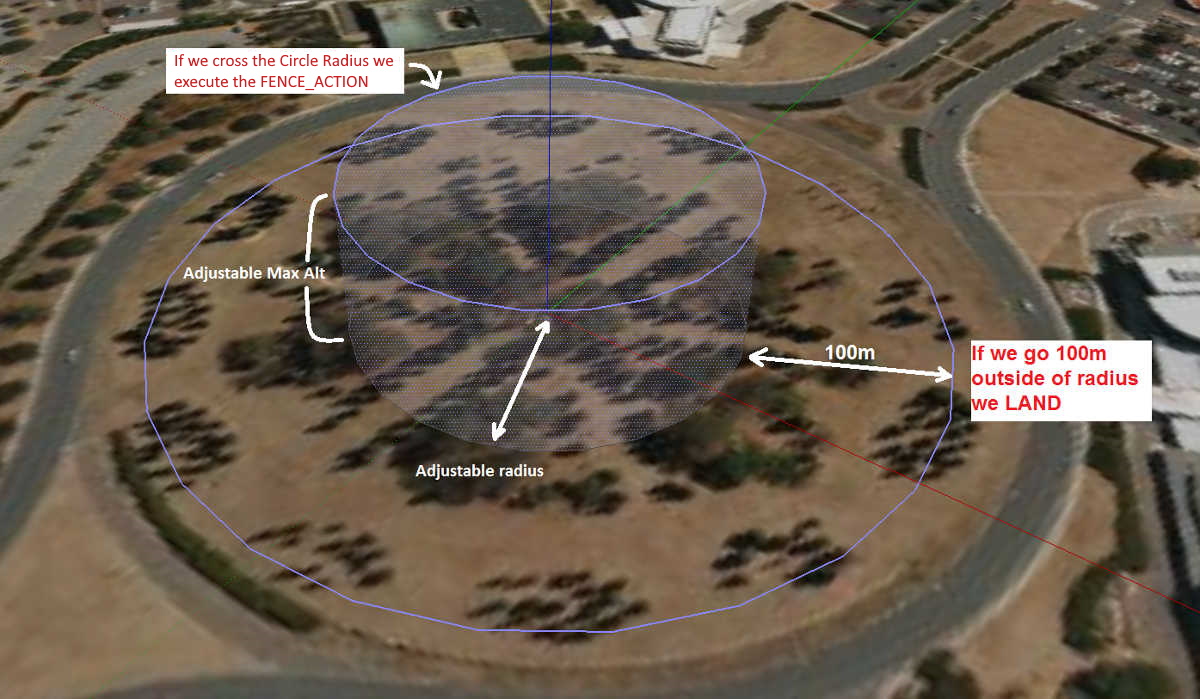 If we cross the Circle Radius we
execute the FENCE_ACTION
Adjustable Max Alt
100m
If we go 100m
outside of radius
we LAND
Adjustable radius